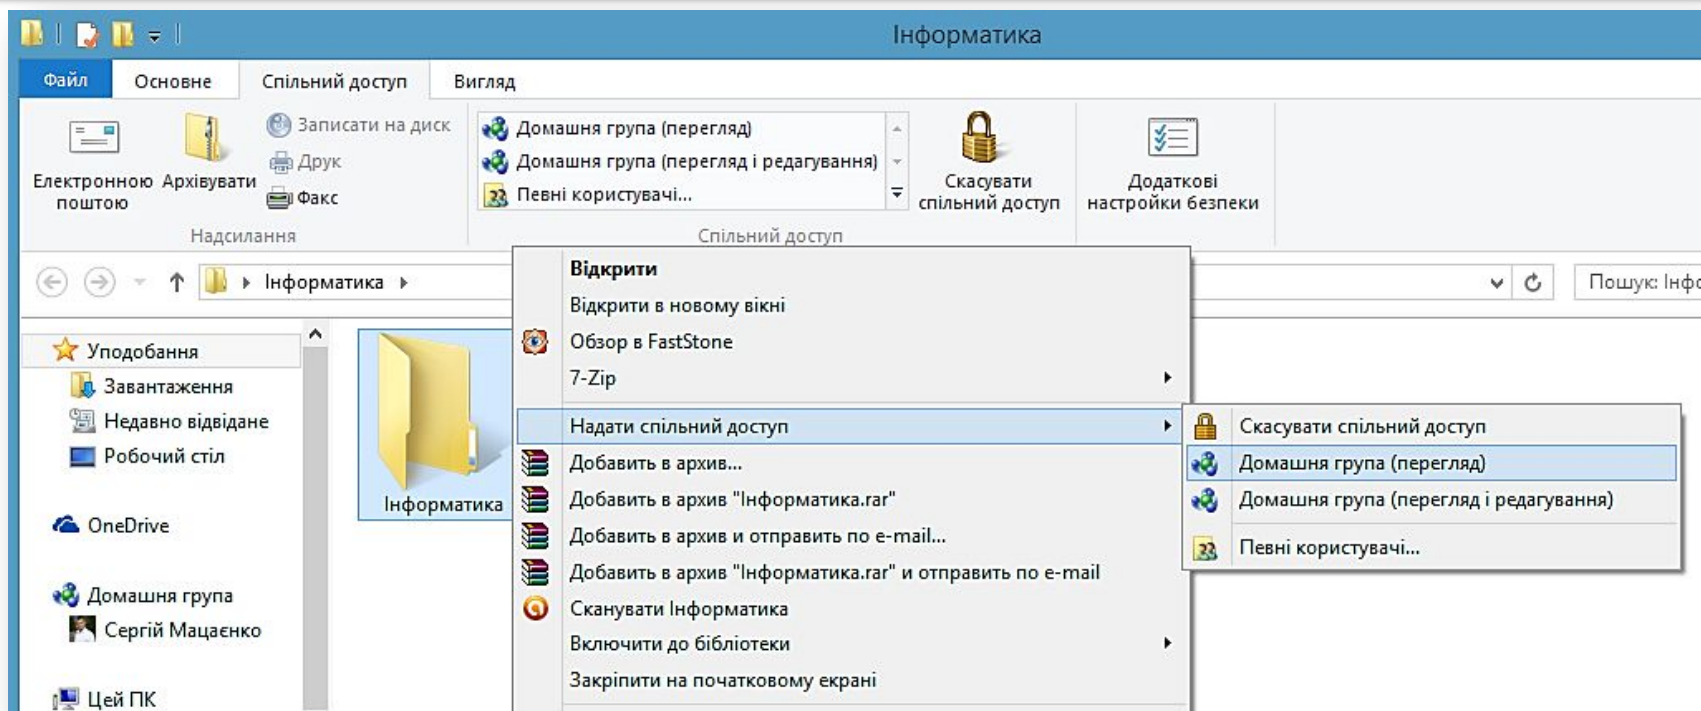 Інформатика
Файл
Основне
Спільний доступ
Вигляд
Електронною поштою
Архівувати
Записати на диск
Друк
Факс
Надсилання
Домашня група (перегляд)
Домашня група (перегляд і редагування)
Певні користувачі...
Скасувати спільний доступ
Спільний доступ
Додаткові настройки безпеки
Інформатика
Пошук: Інфо
Уподобання
Завантаження
Недавно відвідане
Робочий стіл
OneDrive
Домашня група
Сергій Мацаєнко
Цей ПК
Інформатика
Відкрити
Відкрити в новому вікні
Обзор в FastStone
7-Zip
Надати спільний доступ
Добавить в архив...
Добавить в архив "Інформатика.rar"
Добавить в архив и отправить по e-mail...
Добавить в архив "Інформатика.rar" и отправить по e-mail
Сканувати Інформатика
Включити до бібліотеки
Закріпити на початковому екрані
Скасувати спільний доступ
Домашня група (перегляд)
Домашня група (перегляд і редагування)
Певні користувачі...